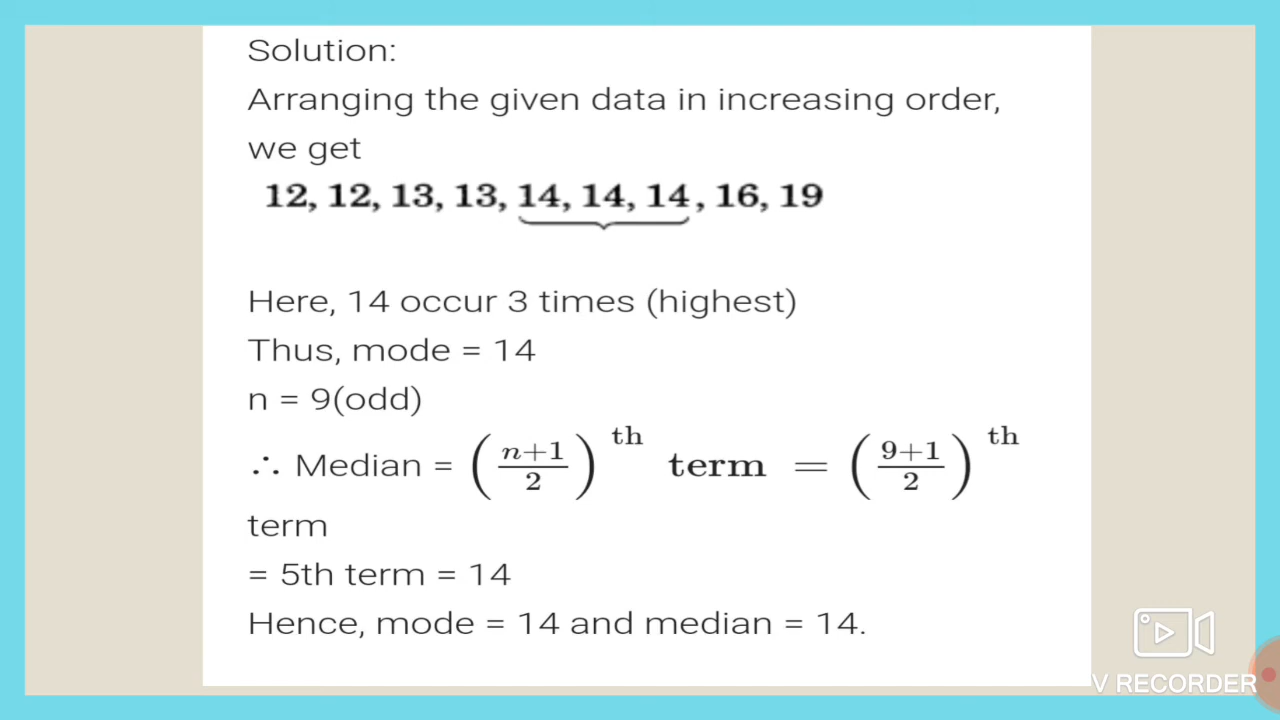 Solution:
Arranging the given data in increasing order,
we get
12, 12, 13, 13, 14, 14, 14, 16, 19
Here, 14 occur 3 times (highest)
Thus, mode = 14
n = 9(odd)
∴ Median = ((n+1)/2)^th term = ((9+1)/2)^th
term
= 5th term = 14
Hence, mode = 14 and median = 14.
V RECORDER